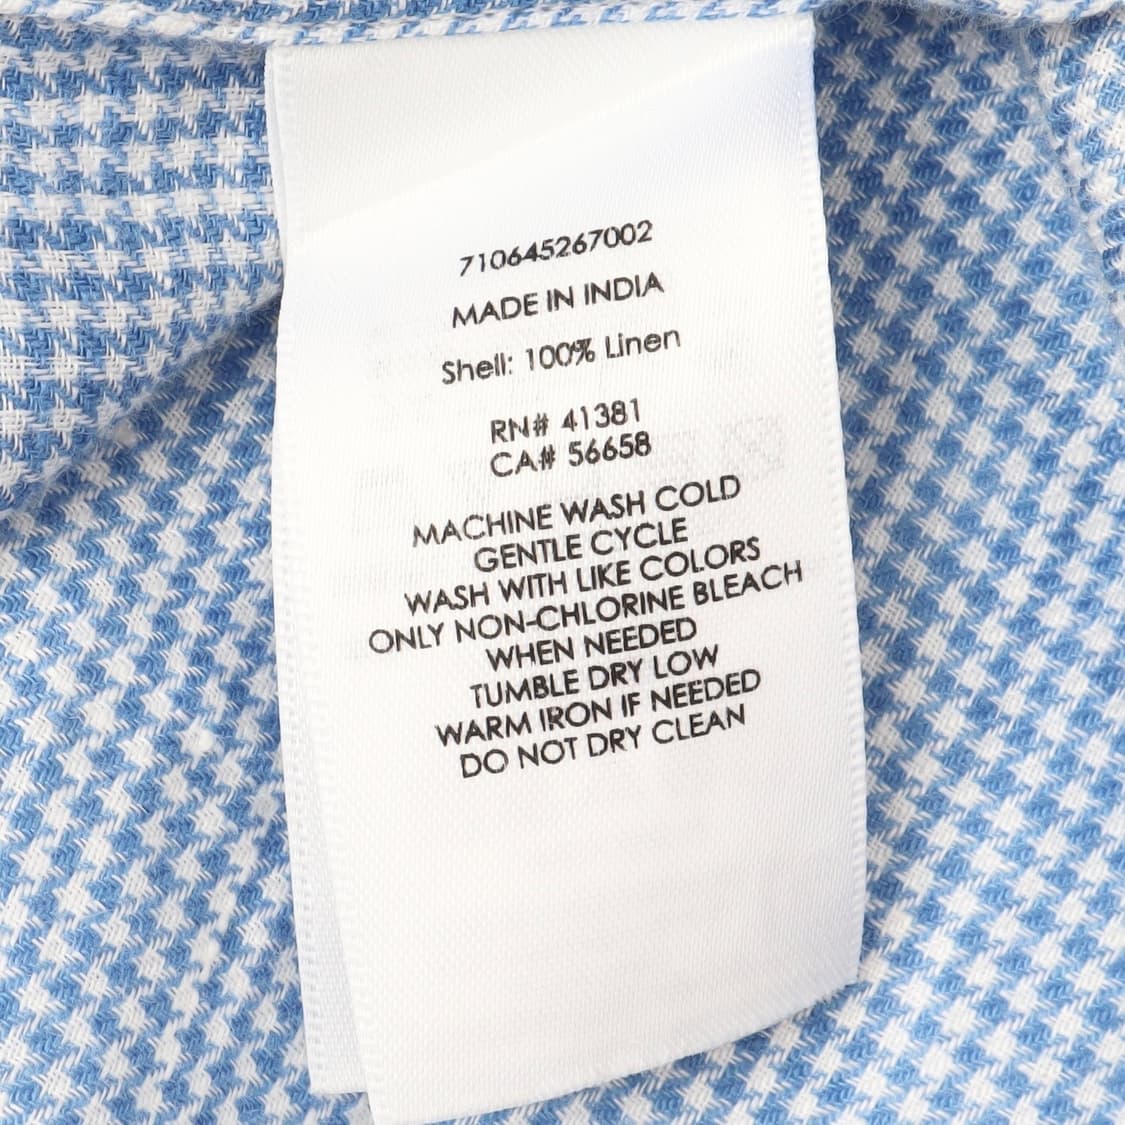 710645267002
MADE IN INDIA
Shell: 100% Linen
RN# 41381
CA# 56658
MACHINE WASH COLD
GENTLE CYCLE
WASH WITH LIKE COLORS
ONLY NON-CHLORINE BLEACH
WHEN NEEDED
TUMBLE DRY LOW
WARM IRON IF NEEDED
DO NOT DRY CLEAN